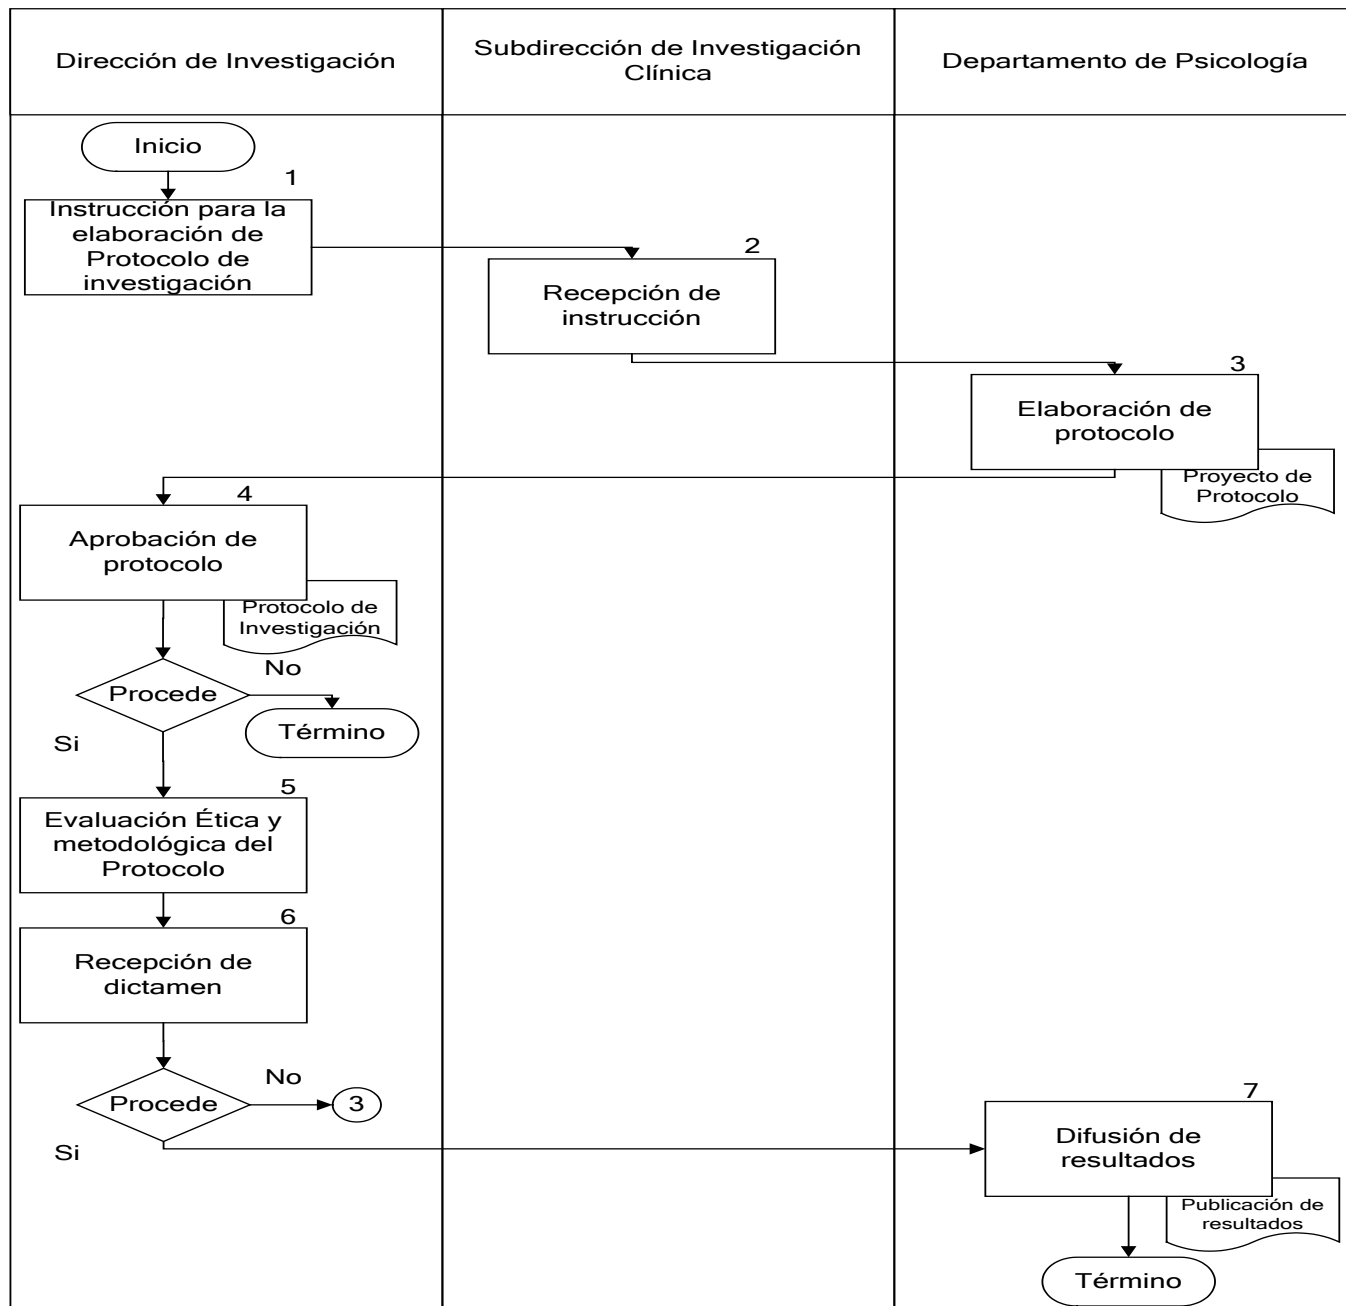 Dirección de Investigación
Subdirección de Investigación
Clínica
Departamento de Psicología
Inicio
1
Instrucción para la
elaboración de
Protocolo de
investigación
2
Recepción de
instrucción
3
Elaboración de
protocolo
Proyecto de
Protocolo
4
Aprobación de
protocolo
Protocolo de
Investigación
Procede
No
Término
Si
5
Evaluación Ética y
metodológica del
Protocolo
6
Recepción de
dictamen
Procede
No
3
Si
7
Difusión de
resultados
Publicación de
resultados
Término